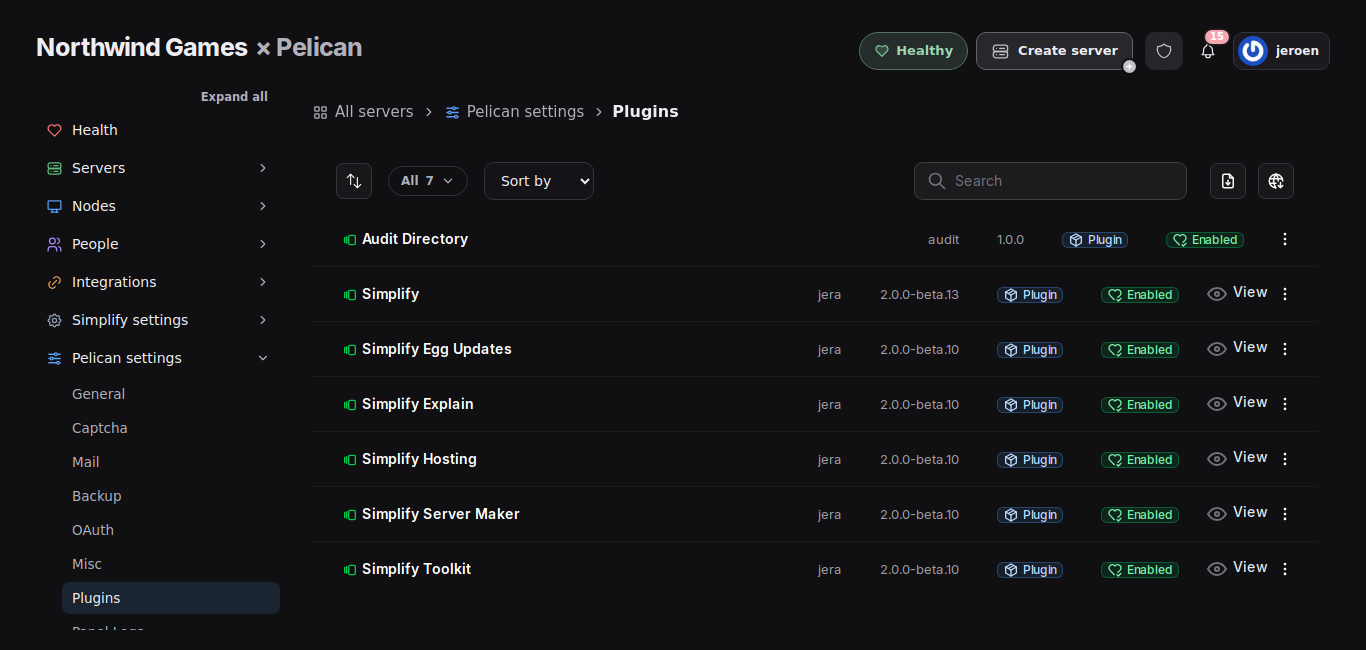 Northwind Games × Pelican
Healthy
Create server
15
jeroen
Expand all
Health
Servers
Nodes
People
Integrations
Simplify settings
Pelican settings
General
Captcha
Mail
Backup
OAuth
Misc
Plugins
All servers > Pelican settings > Plugins
All 7
Sort by
Search
Audit Directory audit 1.0.0 Plugin Enabled
Simplify jera 2.0.0-beta.13 Plugin Enabled View
Simplify Egg Updates jera 2.0.0-beta.10 Plugin Enabled View
Simplify Explain jera 2.0.0-beta.10 Plugin Enabled View
Simplify Hosting jera 2.0.0-beta.10 Plugin Enabled View
Simplify Server Maker jera 2.0.0-beta.10 Plugin Enabled View
Simplify Toolkit jera 2.0.0-beta.10 Plugin Enabled View